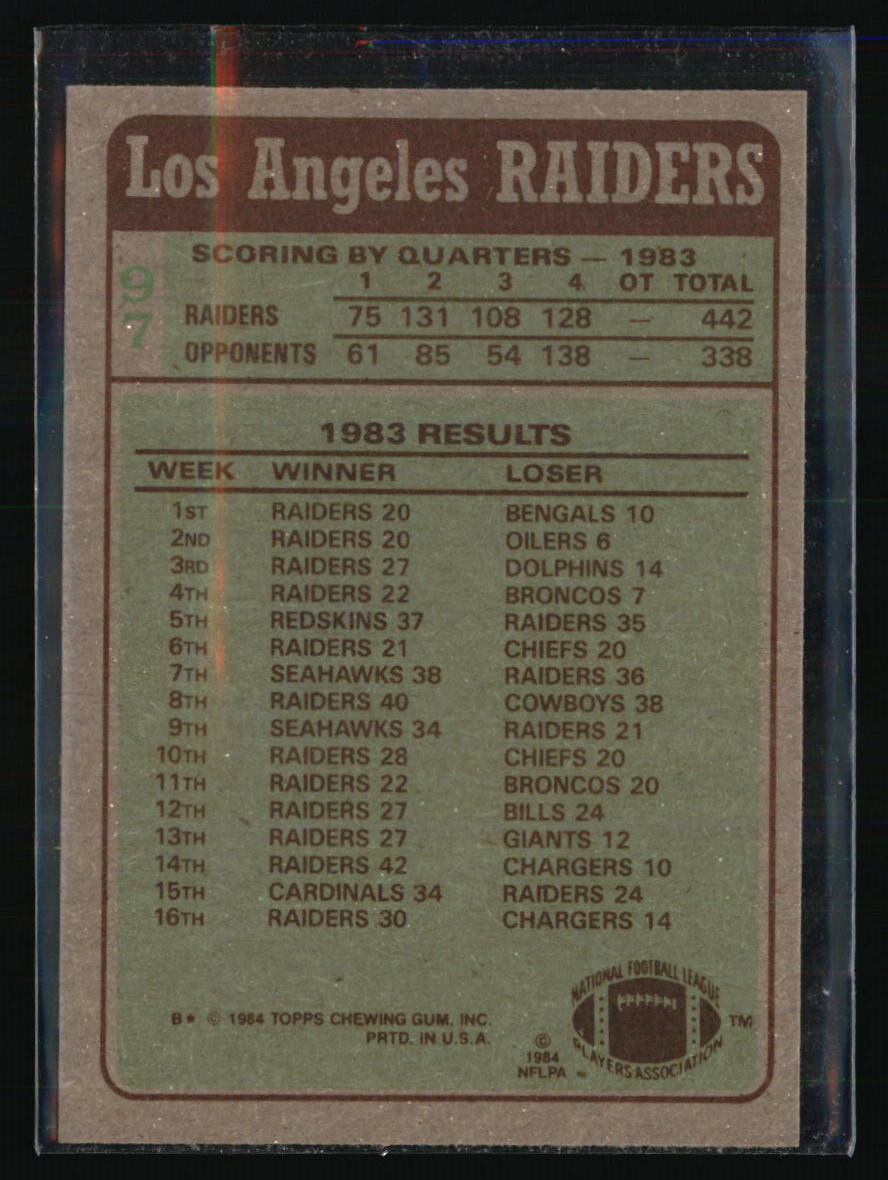 Los Angeles RAIDERS
SCORING BY QUARTERS — 1983
1 2 3 4 OT TOTAL
RAIDERS 75 131 108 128 — 442
OPPONENTS 61 85 54 138 — 338
97
1983 RESULTS
WEEK WINNER LOSER
1ST RAIDERS 20 BENGALS 10
2ND RAIDERS 20 OILERS 6
3RD RAIDERS 27 DOLPHINS 14
4TH RAIDERS 22 BRONCOS 7
5TH REDSKINS 37 RAIDERS 35
6TH RAIDERS 21 CHIEFS 20
7TH SEAHAWKS 38 RAIDERS 36
8TH RAIDERS 40 COWBOYS 38
9TH SEAHAWKS 34 RAIDERS 21
10TH RAIDERS 28 CHIEFS 20
11TH RAIDERS 22 BRONCOS 20
12TH RAIDERS 27 BILLS 24
13TH RAIDERS 27 GIANTS 12
14TH RAIDERS 42 CHARGERS 10
15TH CARDINALS 34 RAIDERS 24
16TH RAIDERS 30 CHARGERS 14
B★ © 1984 TOPPS CHEWING GUM, INC.
PRTD. IN U.S.A.
©
1984
NFLPA
NATIONAL FOOTBALL LEAGUE
PLAYERS ASSOCIATION
TM